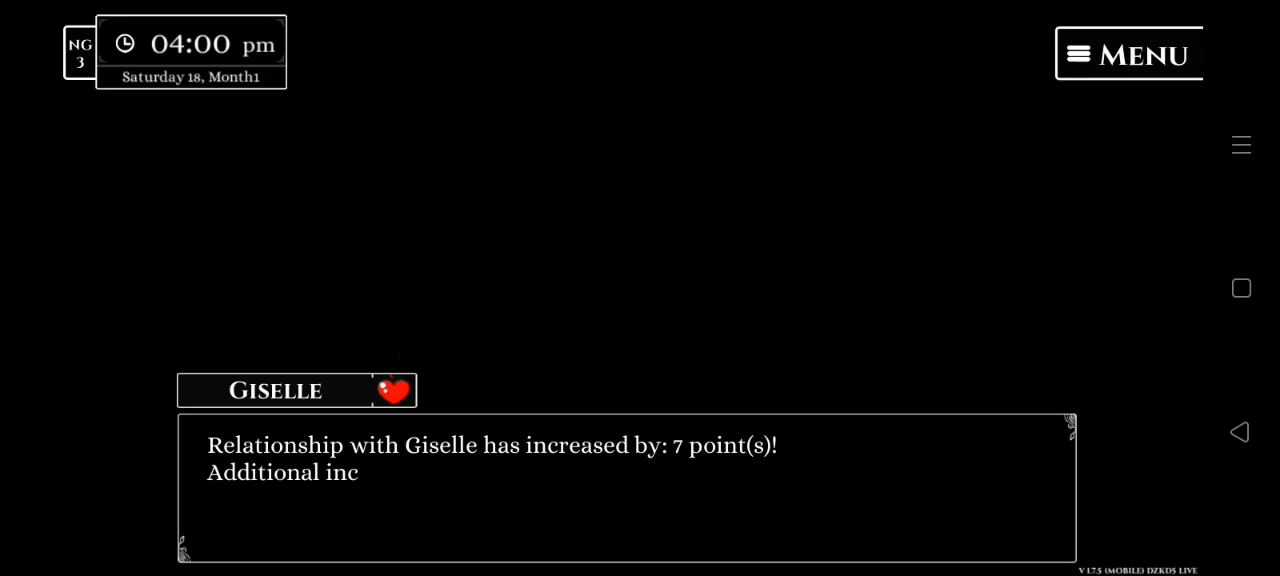 NG
3
04:00 pm
Saturday 18, Month1
MENU
GISELLE
Relationship with Giselle has increased by: 7 point(s)!
Additional inc
V 1.7.5 (MOBILE) DZKD5 LIVE